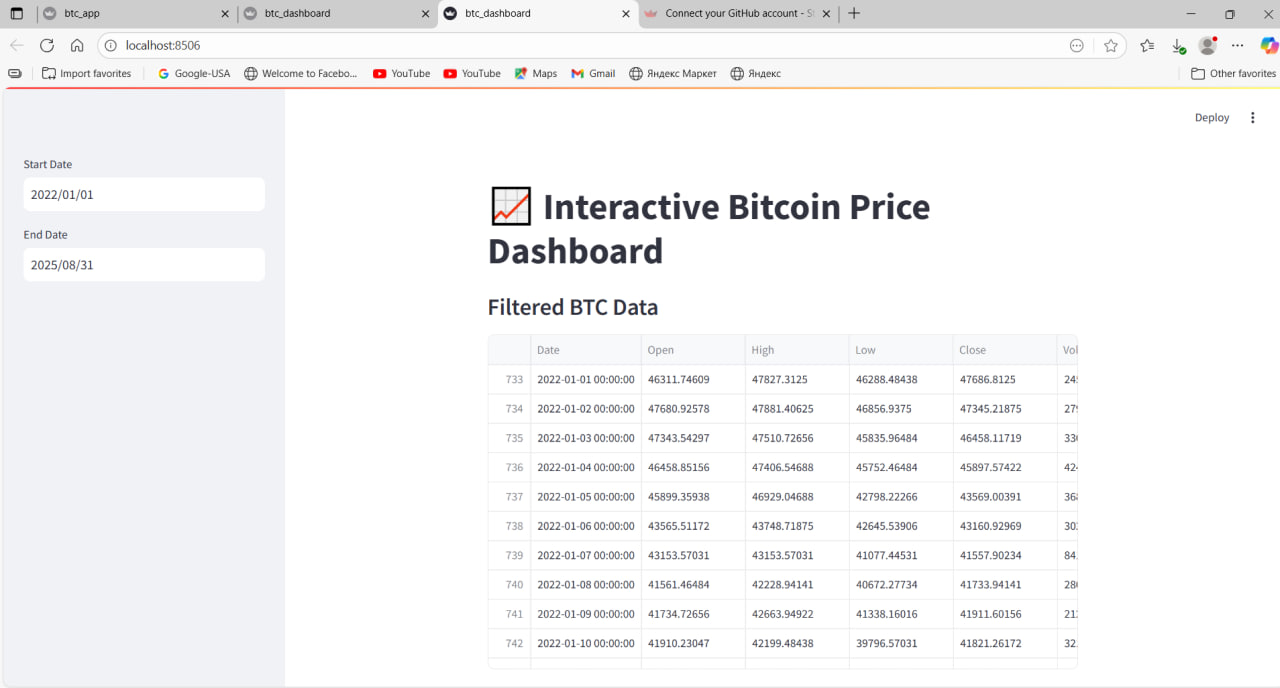 btc_app
btc_dashboard
btc_dashboard
Connect your GitHub account - St
localhost:8506
Import favorites
Google-USA
Welcome to Facebo...
YouTube
YouTube
Maps
Gmail
Яндекс Маркет
Яндекс
Other favorites
Deploy
Start Date
2022/01/01
End Date
2025/08/31
Interactive Bitcoin Price
Dashboard
Filtered BTC Data
Date Open High Low Close Vol
733 2022-01-01 00:00:00 46311.74609 47827.3125 46288.48438 47686.8125
734 2022-01-02 00:00:00 47680.92578 47881.40625 46856.9375 47345.21875
735 2022-01-03 00:00:00 47343.54297 47510.72656 45835.96484 46458.11719
736 2022-01-04 00:00:00 46458.85156 47406.54688 45752.46484 45897.57422
737 2022-01-05 00:00:00 45899.35938 46929.04688 42798.22266 43569.00391
738 2022-01-06 00:00:00 43565.51172 43748.71875 42645.53906 43160.92969
739 2022-01-07 00:00:00 43153.57031 43153.57031 41077.44531 41557.90234
740 2022-01-08 00:00:00 41561.46484 42228.94141 40672.27734 41733.94141
741 2022-01-09 00:00:00 41734.72656 42663.94922 41338.16016 41911.60156
742 2022-01-10 00:00:00 41910.23047 42199.48438 39796.57031 41821.26172